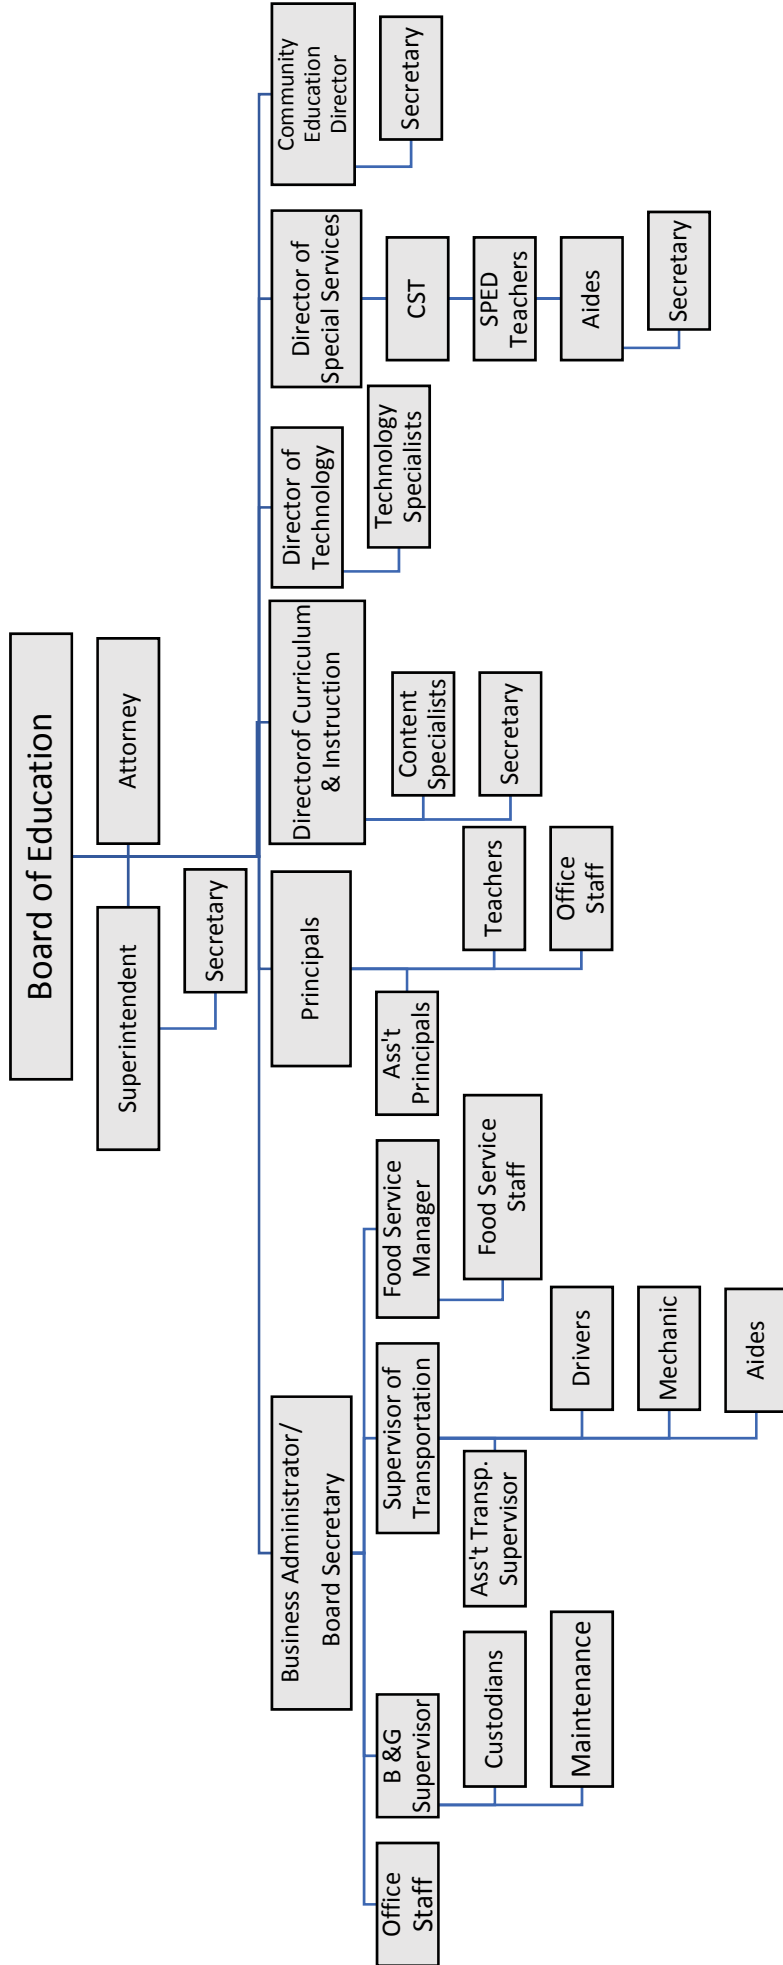 Board of Education
Superintendent
Attorney
Secretary
Business Administrator/
Board Secretary
Principals
Directorof Curriculum
& Instruction
Director of
Technology
Director of
Special Services
Community
Education
Director
Office
Staff
B &G
Supervisor
Custodians
Maintenance
Supervisor of
Transportation
Ass't Transp.
Supervisor
Drivers
Mechanic
Aides
Food Service
Manager
Food Service
Staff
Ass't
Principals
Teachers
Office
Staff
Content
Specialists
Secretary
Technology
Specialists
CST
SPED
Teachers
Aides
Secretary
Secretary